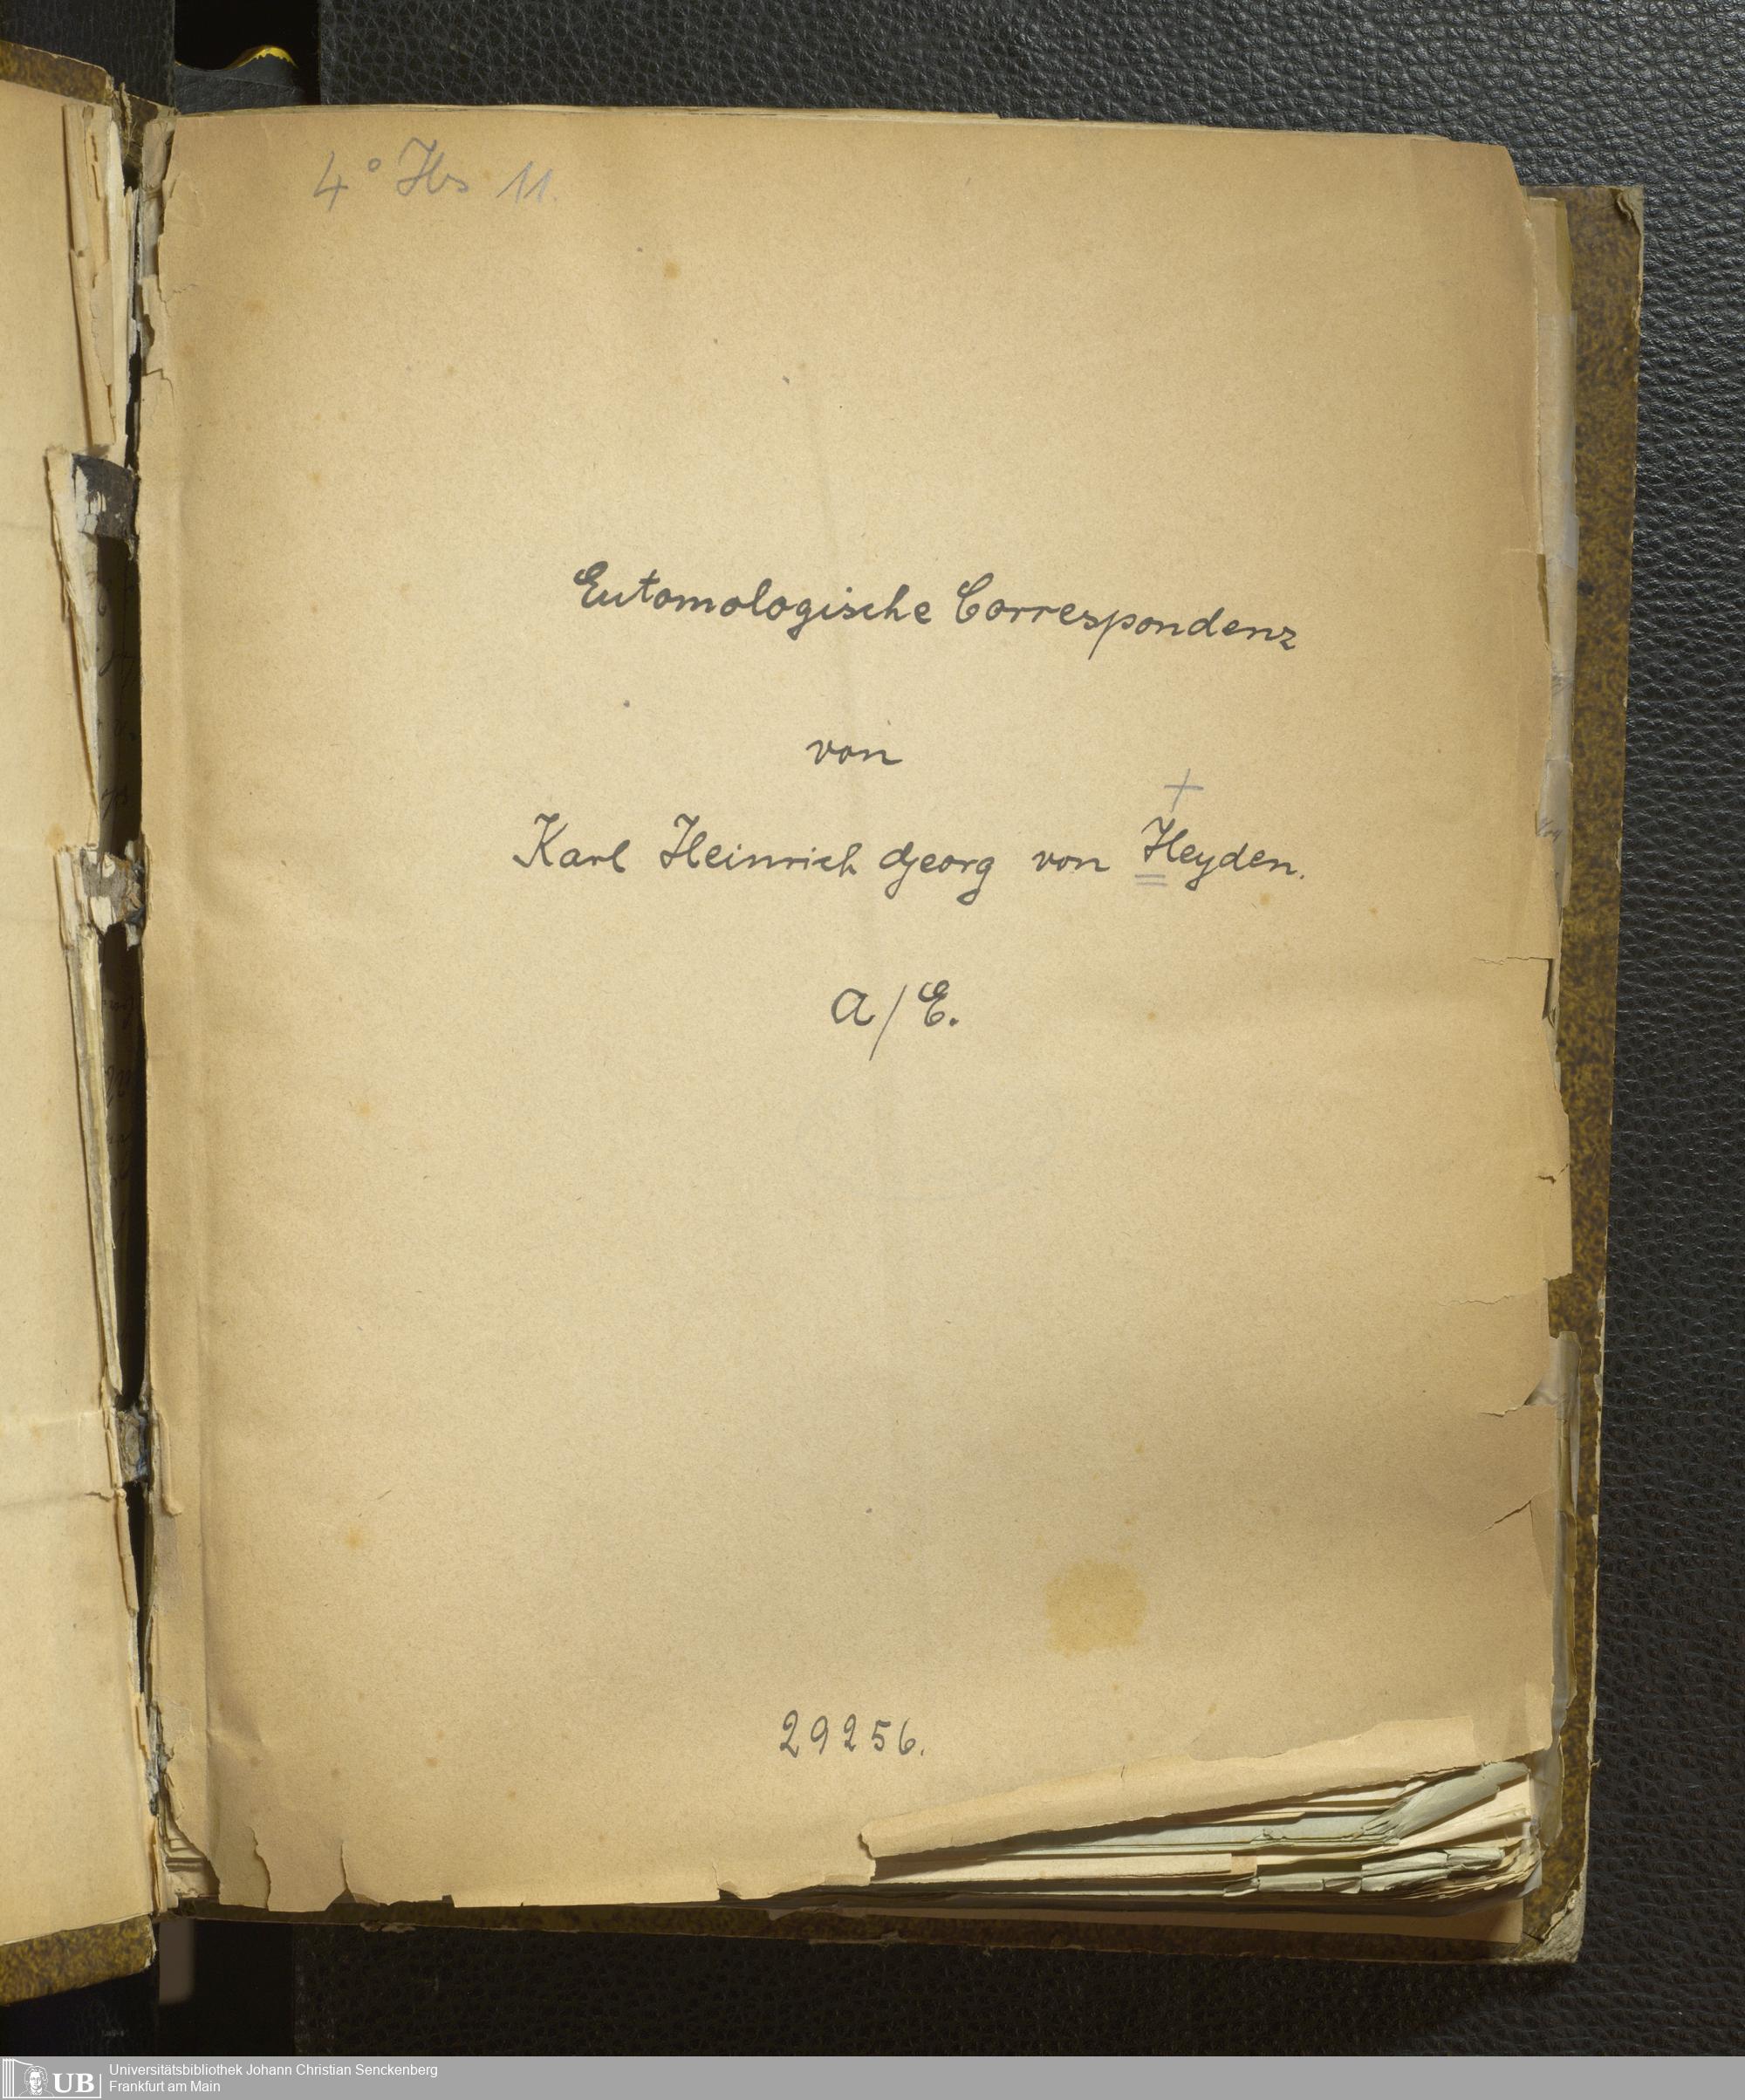 4° Hs 11.
Entomologische Correspondenz
von
Karl Heinrich Georg von Heyden.
A/E.
29256.
UB
Universitätsbibliothek Johann Christian Senckenberg
Frankfurt am Main